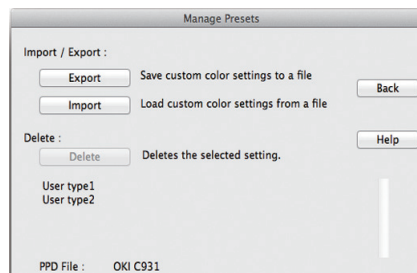 Manage Presets
Import / Export :
Export Save custom color settings to a file
Back
Import Load custom color settings from a file
Delete :
Help
Delete Deletes the selected setting.
User type1
User type2
PPD File : OKI C931